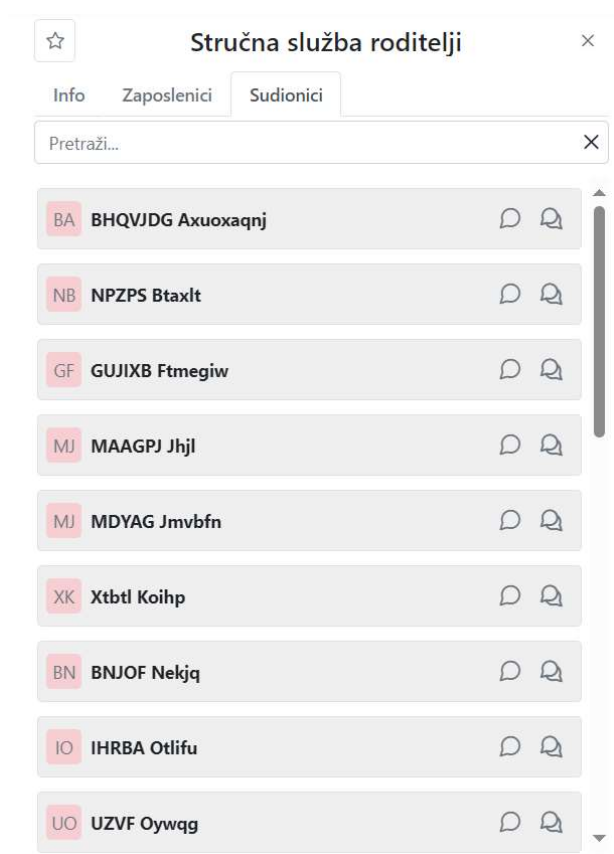 Stručna služba roditelji
Info Zaposlenici Sudionici
Pretraži...
BA BHQVJDG Axuoxaqnj
NB NPZPS Btaxlt
GF GUJIXB Ftmegiw
MJ MAAGPJ Jhjl
MJ MDYAG Jmvbfn
XK Xtbtl Koihp
BN BNJOF Nekjq
IO IHRBA Otlifu
UO UZVF Oywqg